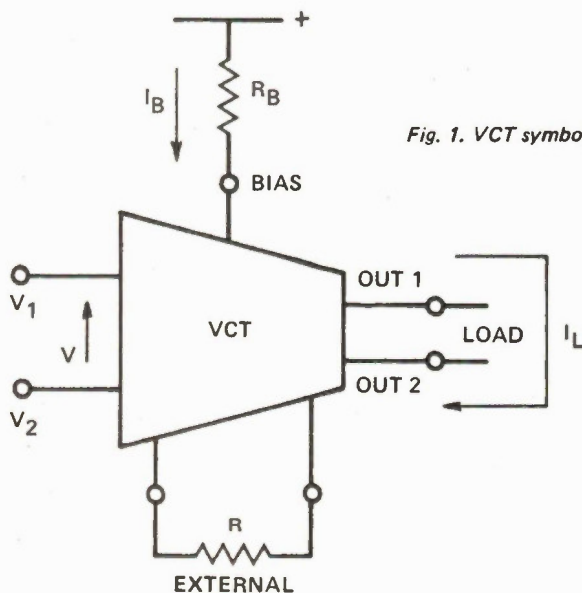 +
I_B
R_B
Fig. 1. VCT symbo
BIAS
V_1
OUT 1
VCT
LOAD
I_L
V
V_2
OUT 2
R
EXTERNAL